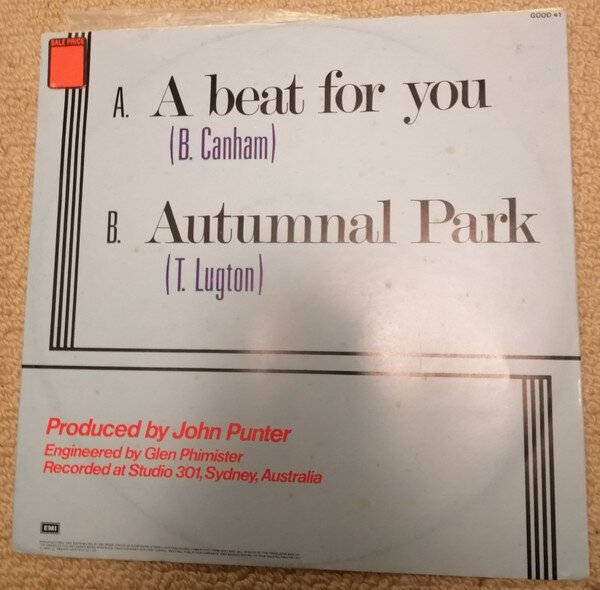 GOOD 41
SALE PRICE
A. A beat for you
(B. Canham)
B. Autumnal Park
(T. Lugton)
Produced by John Punter
Engineered by Glen Phimister
Recorded at Studio 301, Sydney, Australia
EMI